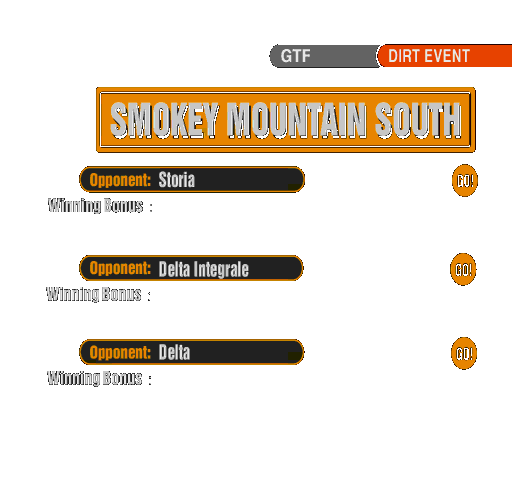 GTF DIRT EVENT
SMOKEY MOUNTAIN SOUTH
Opponent: Storia GO!
Winning Bonus :
Opponent: Delta Integrale GO!
Winning Bonus :
Opponent: Delta GO!
Winning Bonus :